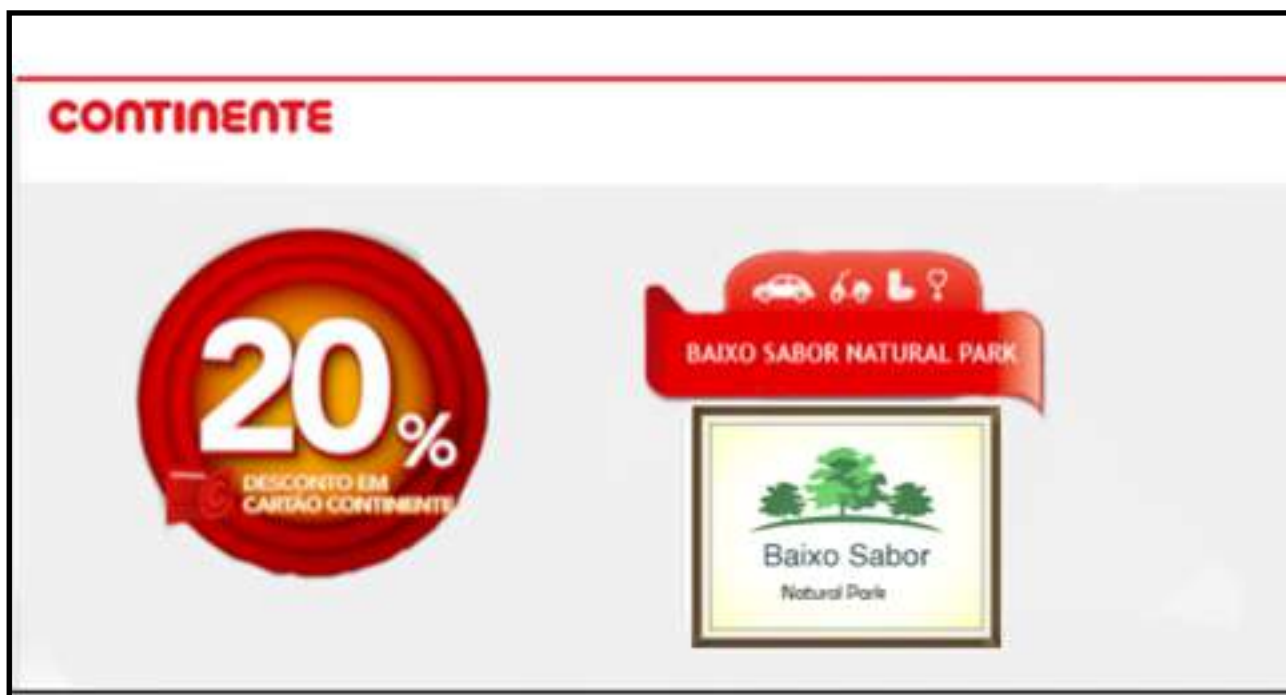 CONTINENTE
20%
DESCONTO EM
CARTÃO CONTINENTE
BAIXO SABOR NATURAL PARK
Baixo Sabor
Natural Park